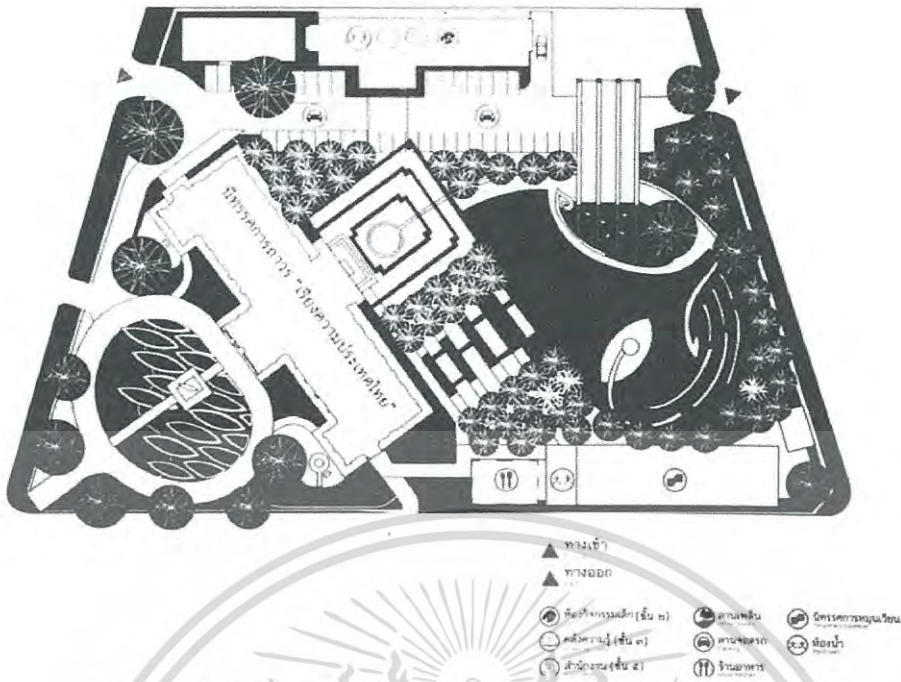 นิทรรศการถาวร "เรียงความประเทศไทย"
ทางเข้า
ทางออก
ห้องกิจกรรมเด็ก (ชั้น ๒)
ลานเพลิน
นิทรรศการหมุนเวียน
คลังความรู้ (ชั้น ๓)
ลานจอดรถ
ห้องน้ำ
สำนักงาน (ชั้น ๕)
ร้านอาหาร